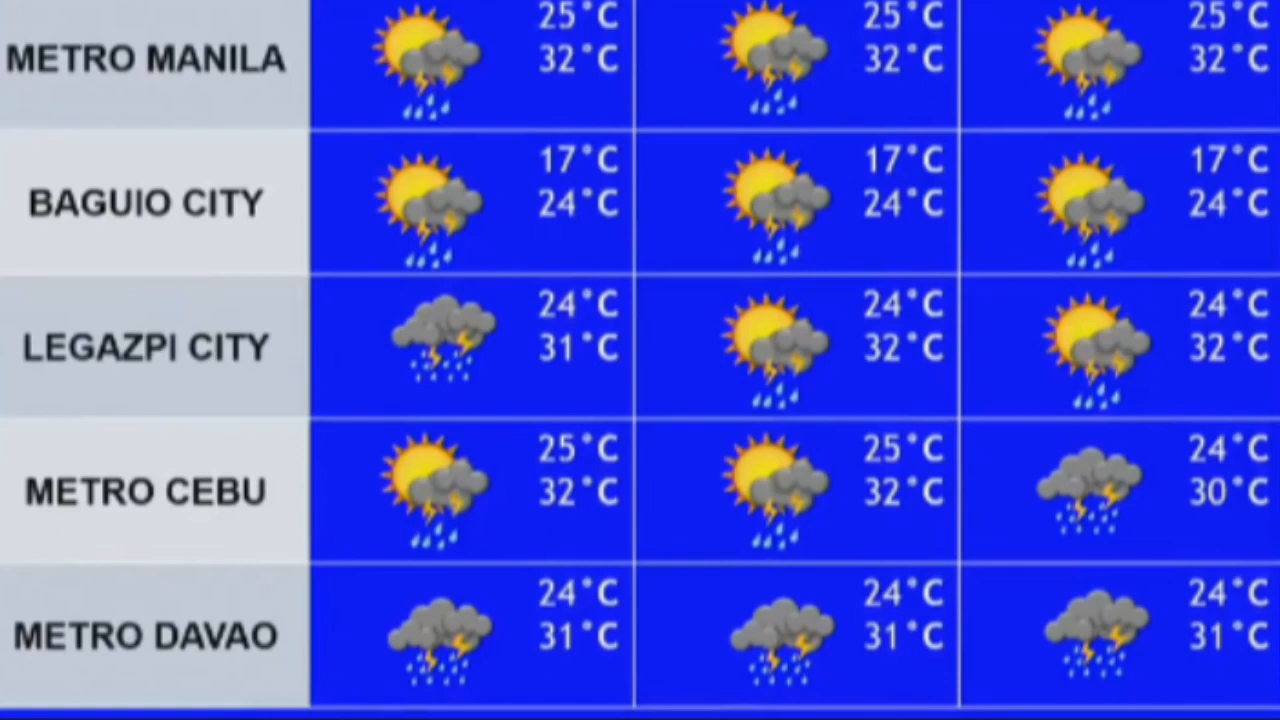 METRO MANILA 25°C 25°C 25°C
32°C 32°C 32°C
BAGUIO CITY 17°C 17°C 17°C
24°C 24°C 24°C
LEGAZPI CITY 24°C 24°C 24°C
31°C 32°C 32°C
METRO CEBU 25°C 25°C 24°C
32°C 32°C 30°C
METRO DAVAO 24°C 24°C 24°C
31°C 31°C 31°C